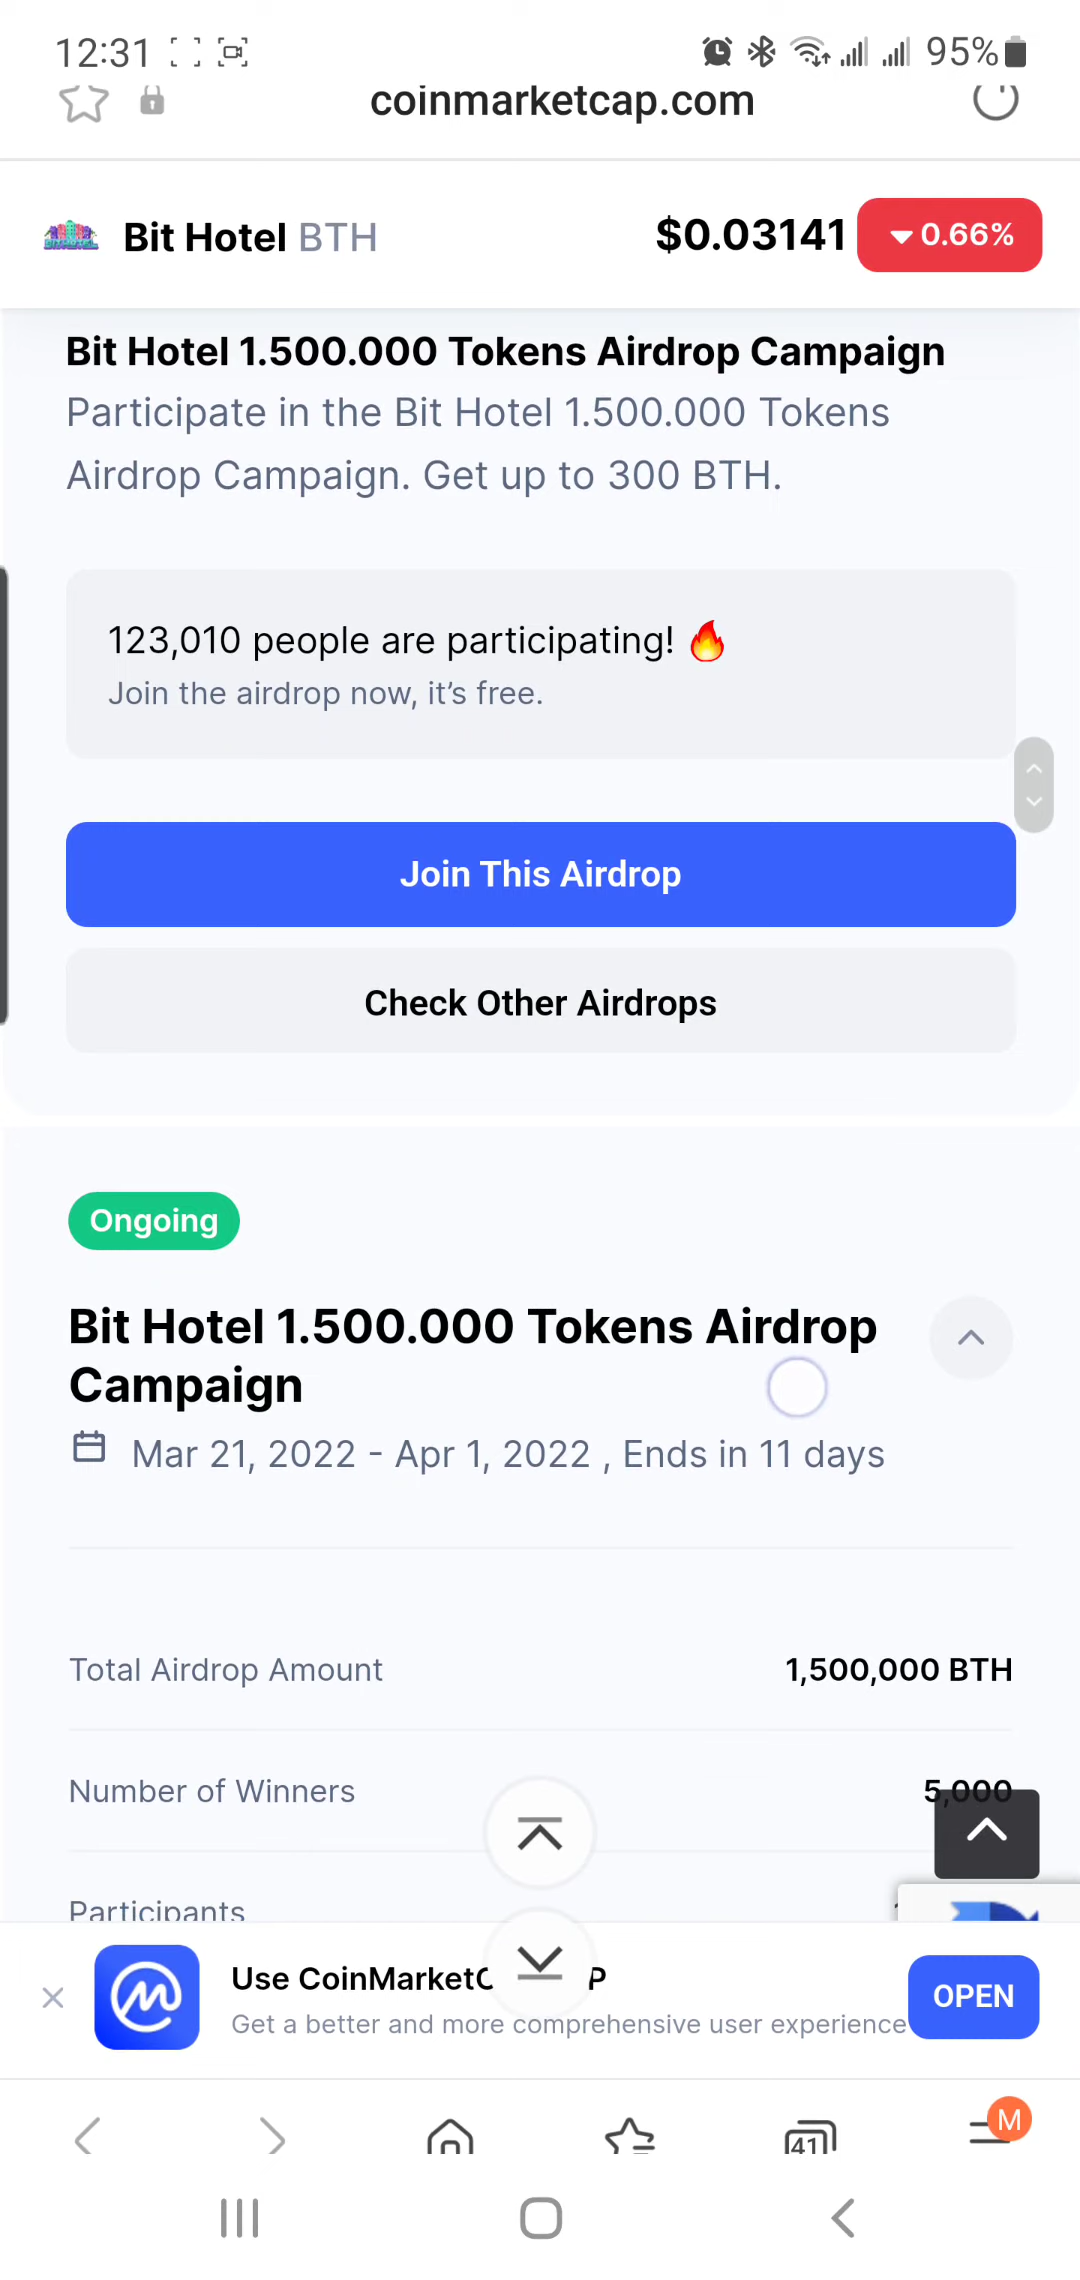 12:31
95%
coinmarketcap.com
Bit Hotel BTH
$0.03141
0.66%
Bit Hotel 1.500.000 Tokens Airdrop Campaign
Participate in the Bit Hotel 1.500.000 Tokens
Airdrop Campaign. Get up to 300 BTH.
123,010 people are participating! 🔥
Join the airdrop now, it’s free.
Join This Airdrop
Check Other Airdrops
Ongoing
Bit Hotel 1.500.000 Tokens Airdrop
Campaign
Mar 21, 2022 - Apr 1, 2022 , Ends in 11 days
Total Airdrop Amount
1,500,000 BTH
Number of Winners
5,000
Participants
Use CoinMarketC P
Get a better and more comprehensive user experience
OPEN
41
M